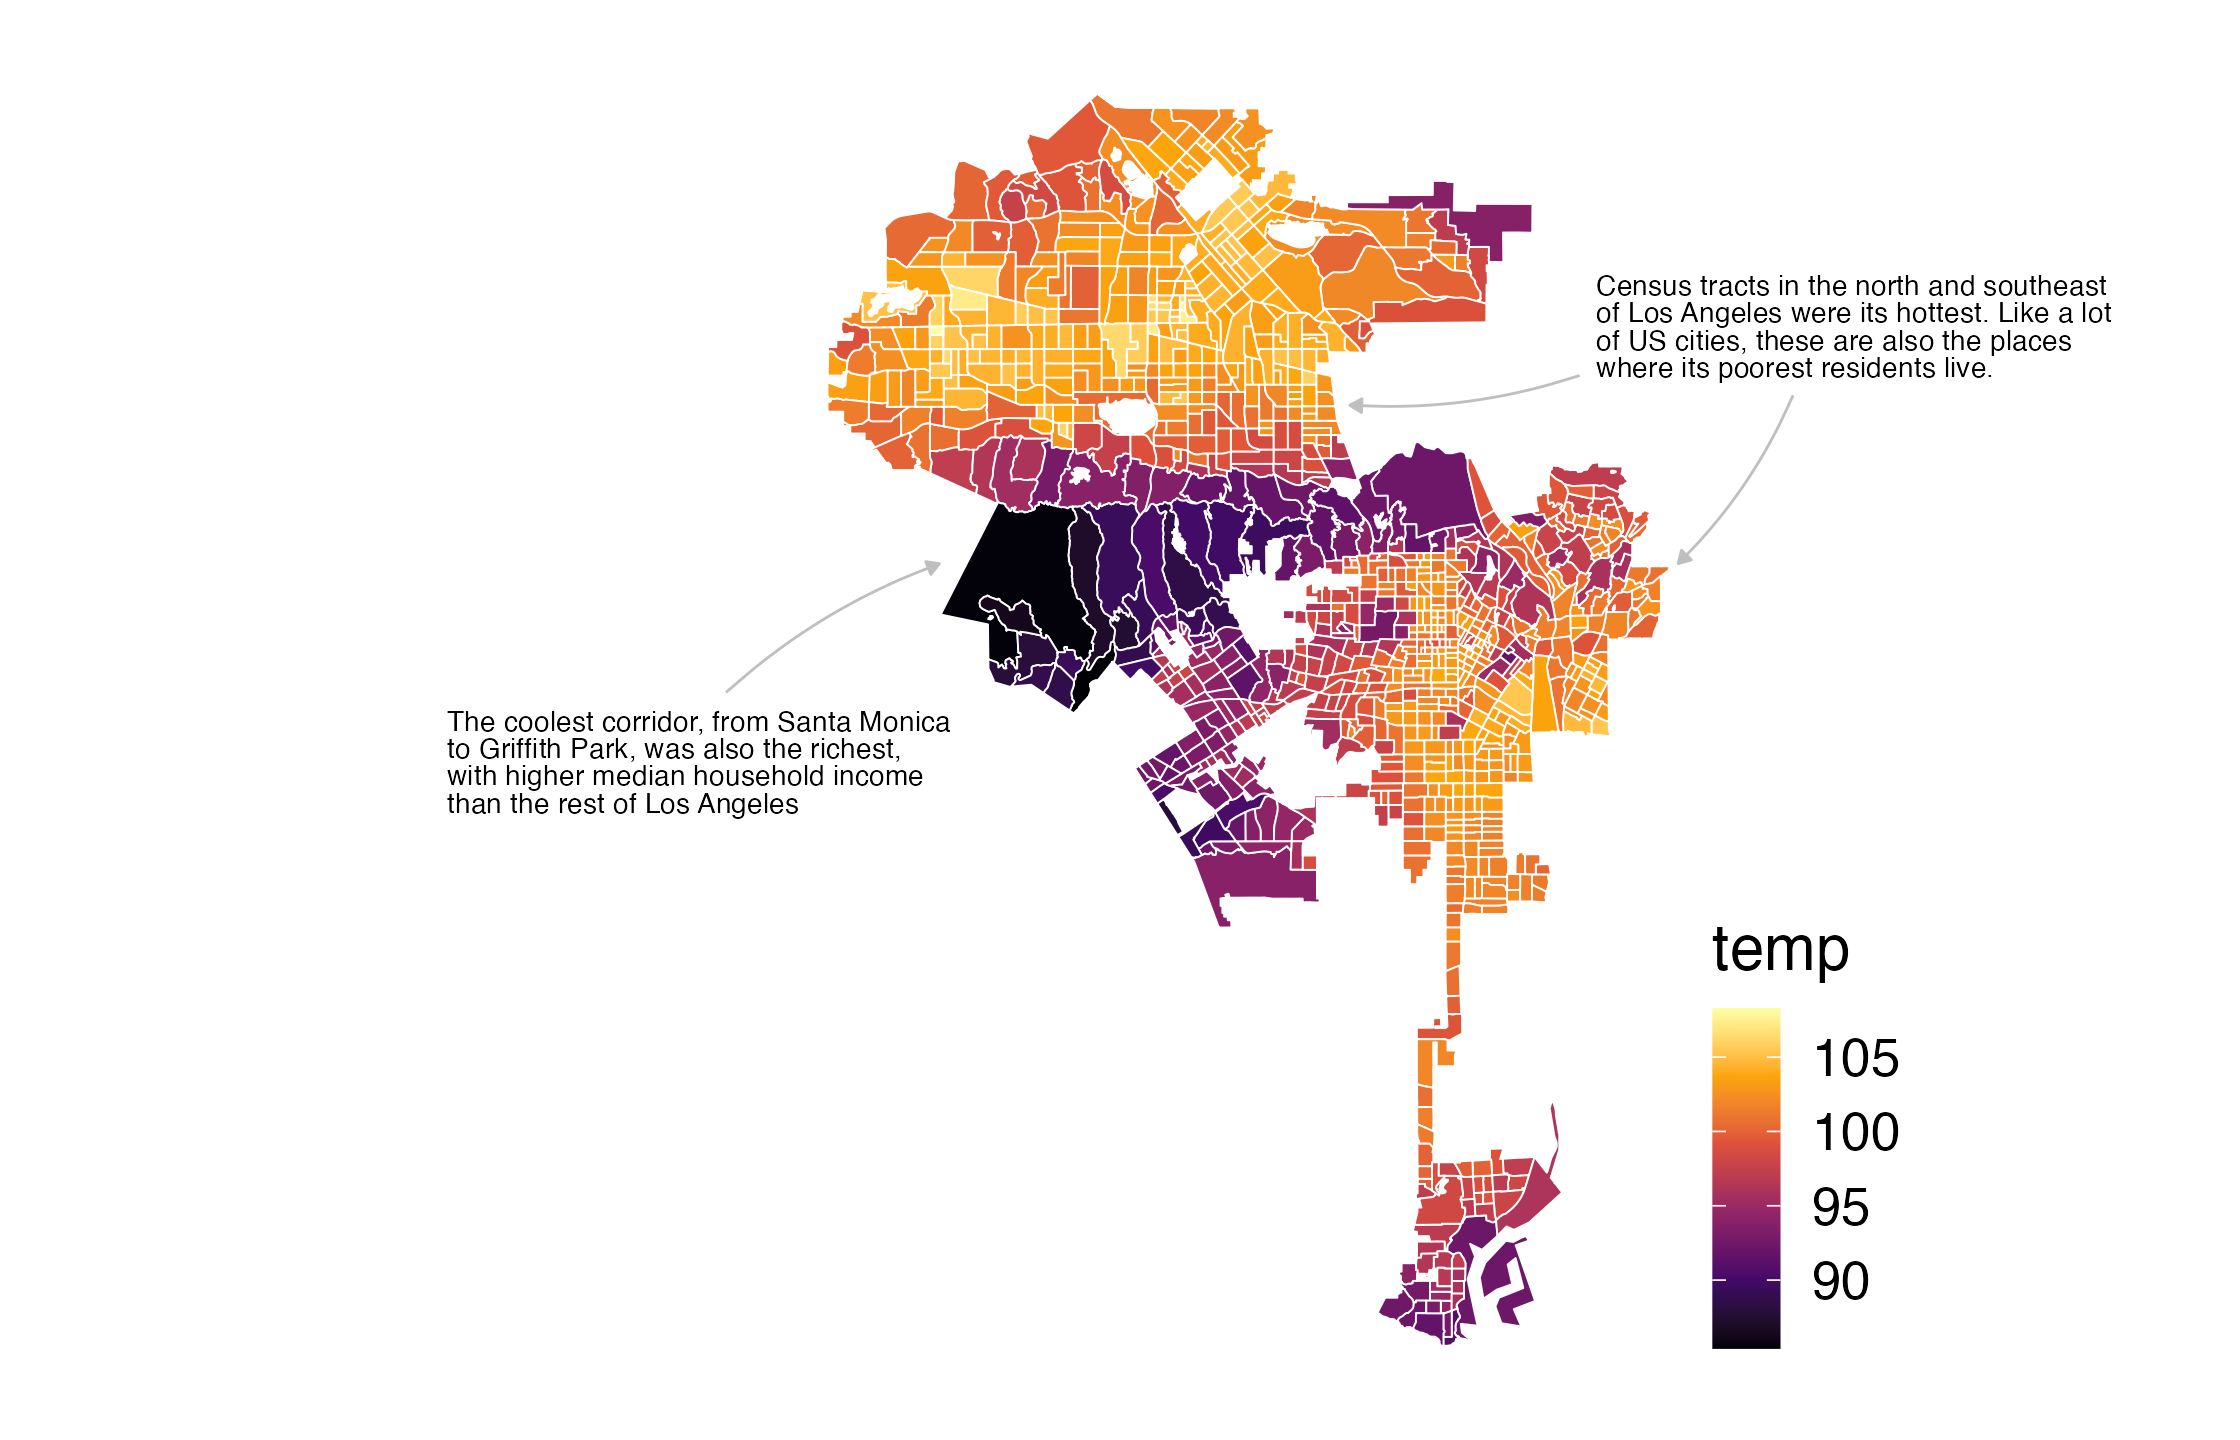 Census tracts in the north and southeast
of Los Angeles were its hottest. Like a lot
of US cities, these are also the places
where its poorest residents live.
The coolest corridor, from Santa Monica
to Griffith Park, was also the richest,
with higher median household income
than the rest of Los Angeles
temp
105
100
95
90